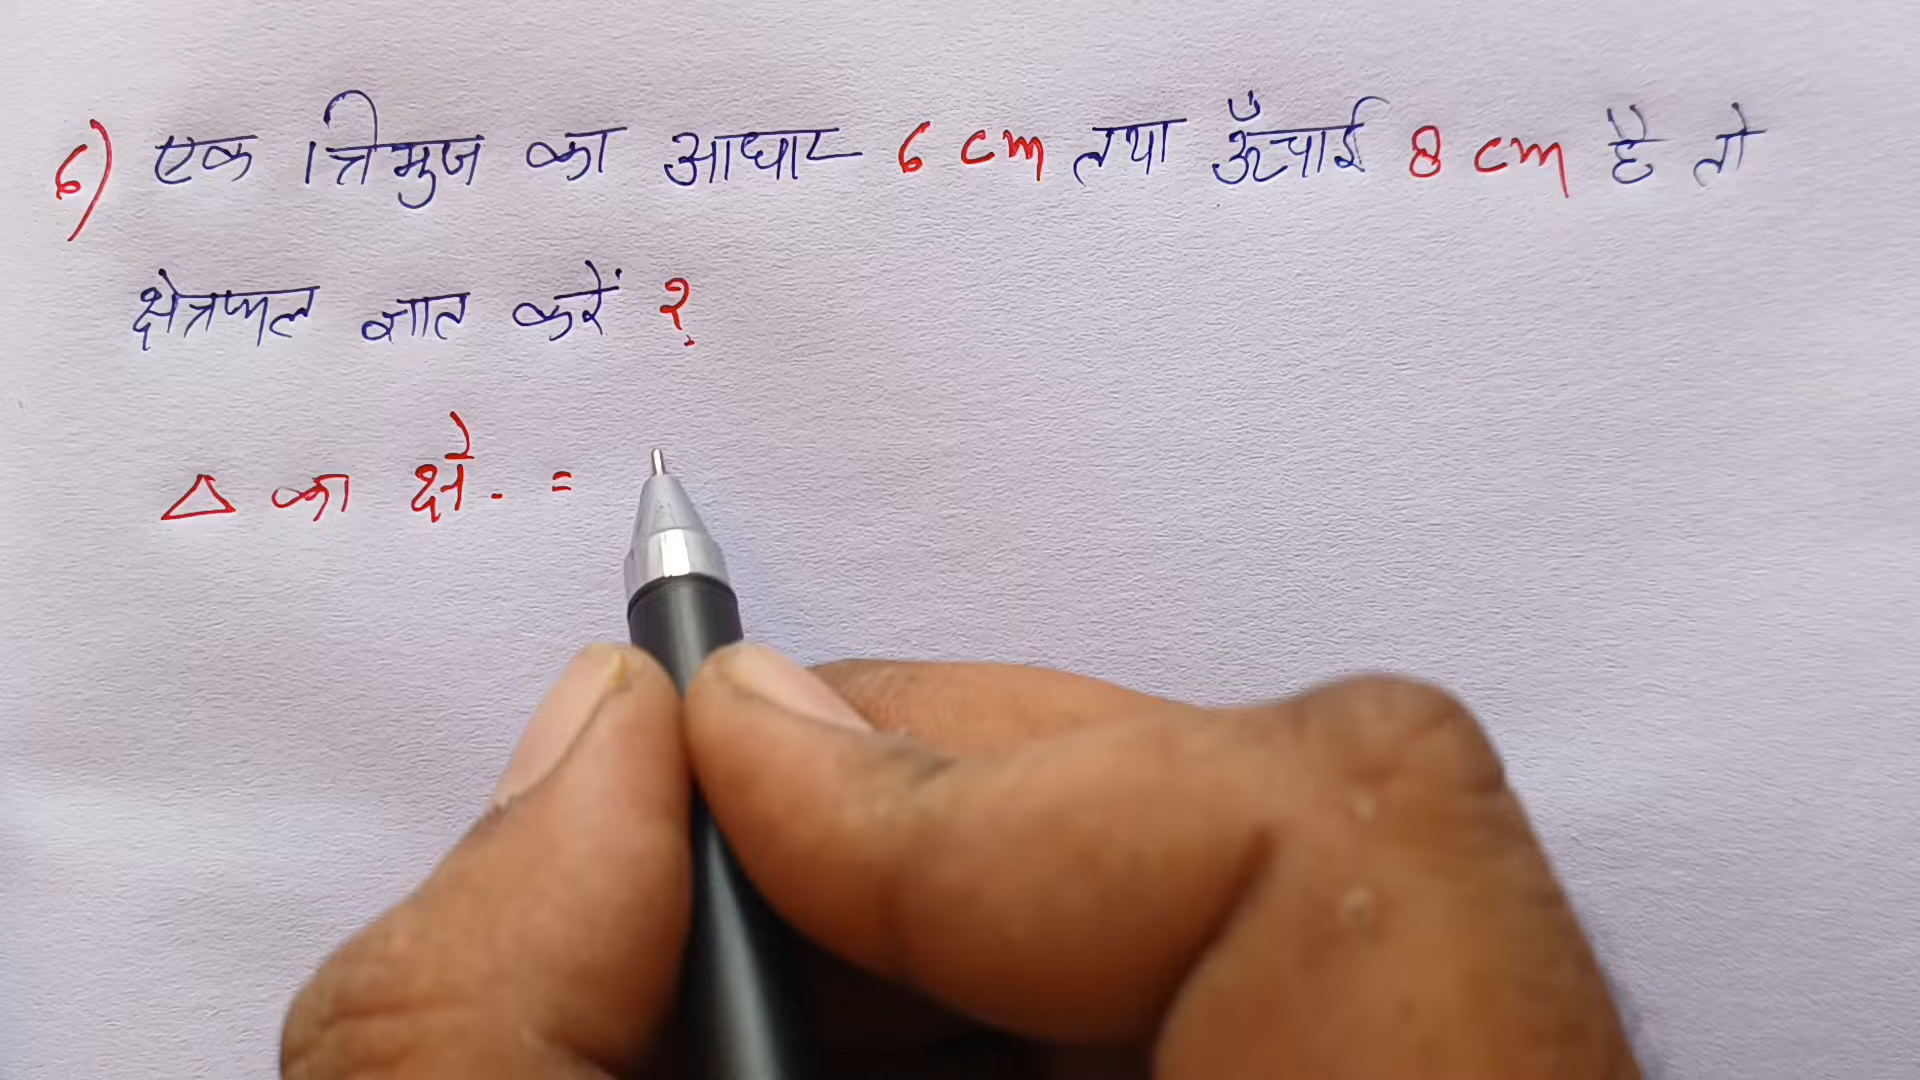 6) एक त्रिभुज का आधार 6 cm तथा ऊँचाई 8 cm है तो
क्षेत्रफल ज्ञात करें ?
△ का क्षे. =